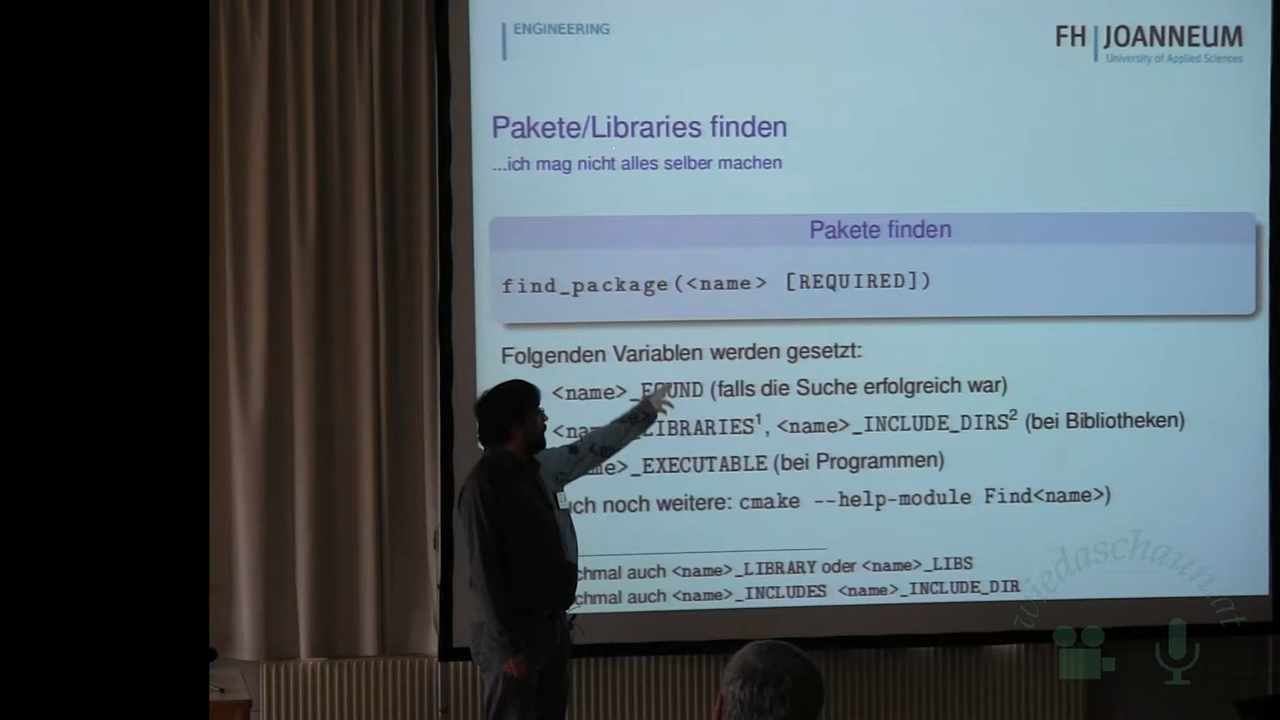 ENGINEERING
FH JOANNEUM
University of Applied Sciences
Pakete/Libraries finden
...ich mag nicht alles selber machen
Pakete finden
find_package(<name> [REQUIRED])
Folgenden Variablen werden gesetzt:
<name>_FOUND (falls die Suche erfolgreich war)
LIBRARIES¹, <name>_INCLUDE_DIRS² (bei Bibliotheken)
_EXECUTABLE (bei Programmen)
noch weitere: cmake --help-module Find<name>)
<name>_LIBRARY oder <name>_LIBS
auch <name>_INCLUDES <name>_INCLUDE_DIR
wiedaschaun.at